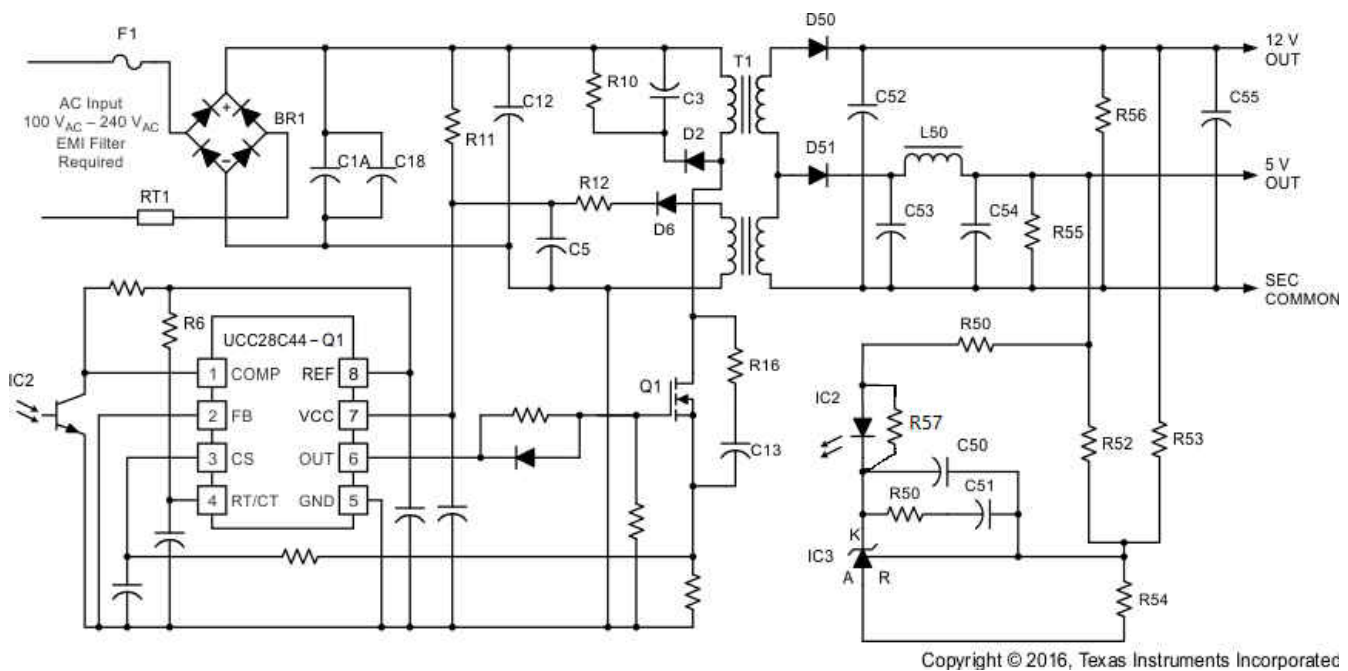 F1
AC Input
100 VAC – 240 VAC
EMI Filter
Required
BR1
+
−
RT1
C1A
C18
R11
C12
R10
C3
D2
R12
D6
C5
T1
D50
D51
C52
L50
C53
C54
R55
R56
C55
12 V
OUT
5 V
OUT
SEC
COMMON
R6
IC2
UCC28C44–Q1
1 COMP REF 8
2 FB VCC 7
3 CS OUT 6
4 RT/CT GND 5
Q1
R16
C13
R50
IC2
R57
C50
R50
C51
K
IC3
A R
R52
R53
R54
Copyright © 2016, Texas Instruments Incorporated